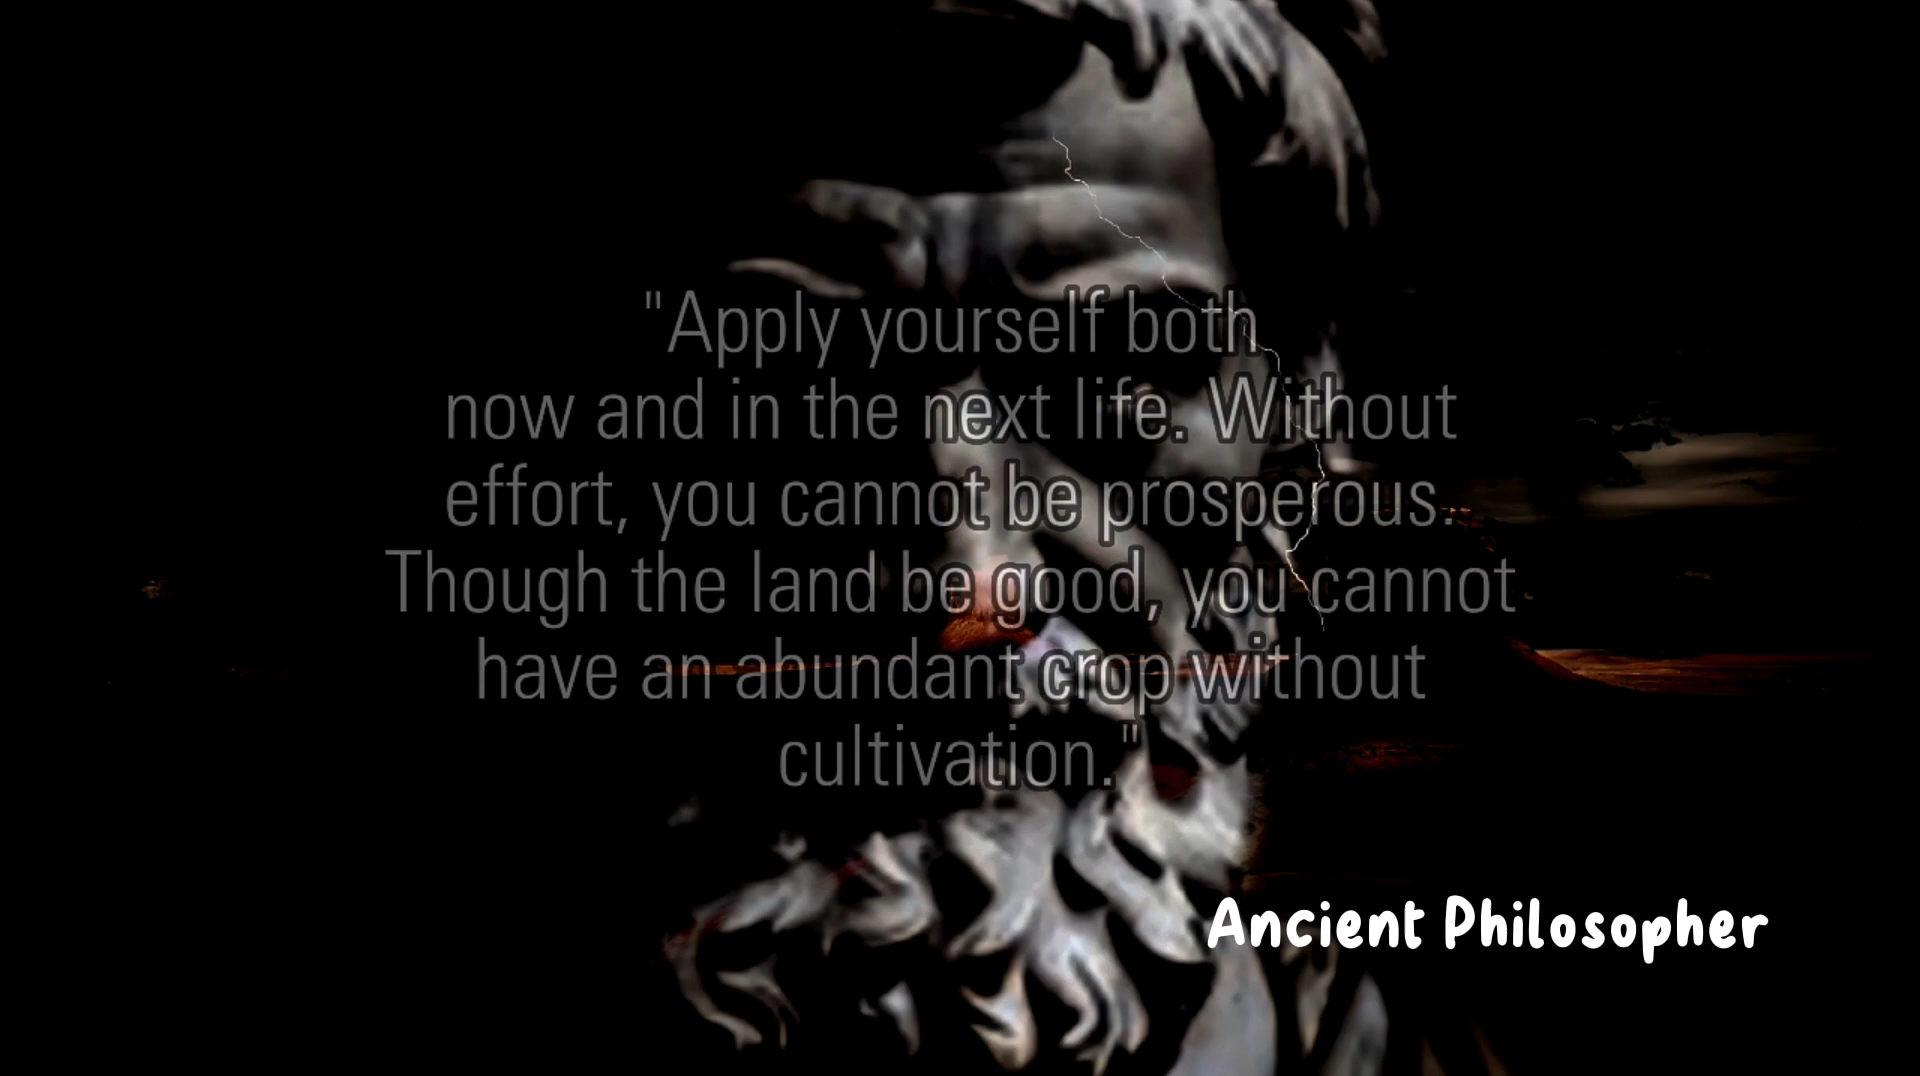 "Apply yourself both
now and in the next life. Without
effort, you cannot be prosperous.
Though the land be good, you cannot
have an abundant crop without
cultivation."
Ancient Philosopher